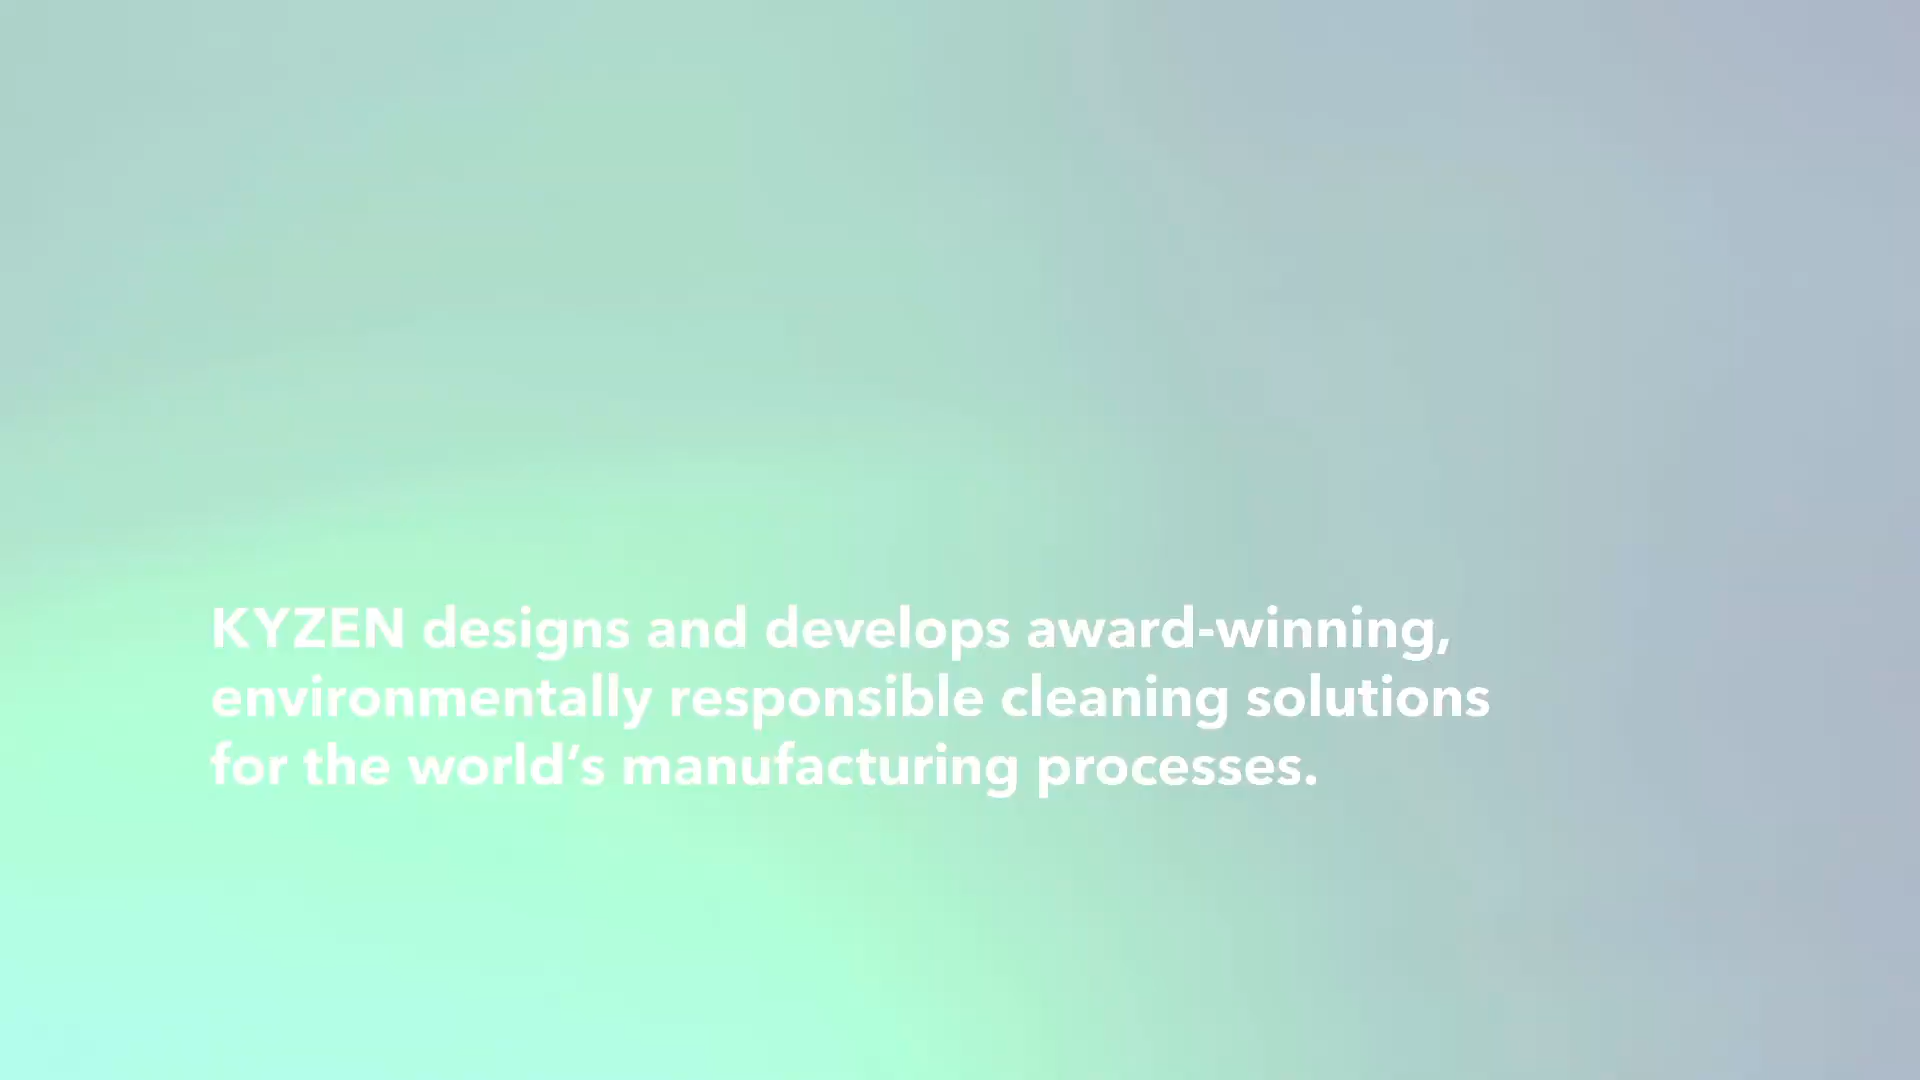 KYZEN designs and develops award-winning,
environmentally responsible cleaning solutions
for the world’s manufacturing processes.